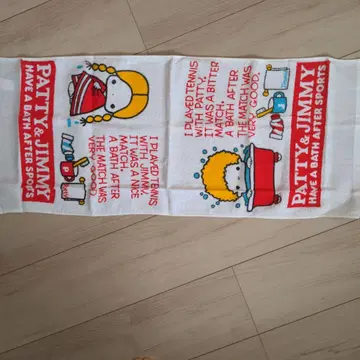 PATTY & JIMMY
HAVE A BATH AFTER SPORTS
I PLAYED TENNIS
WITH JIMMY.
IT WAS A NICE
MATCH.
A BATH AFTER
THE MATCH WAS
VERY GOOD.
P
I PLAYED TENNIS
WITH PATTY.
IT WAS A BITTER
MATCH.
A BATH AFTER
THE MATCH WAS
VERY GOOD.
PATTY & JIMMY
HAVE A BATH AFTER SPORTS